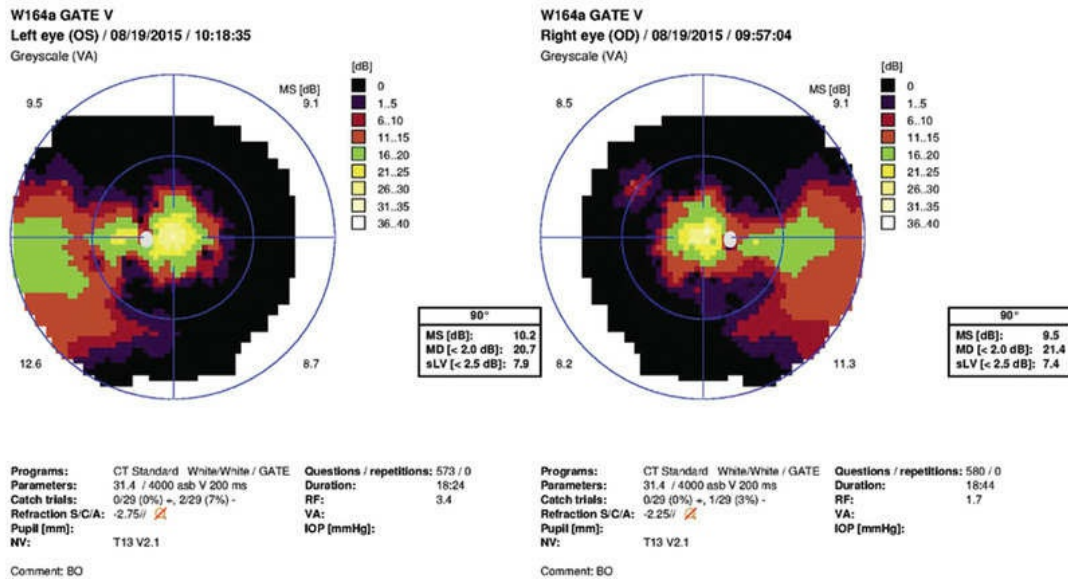 W164a GATE V
Left eye (OS) / 08/19/2015 / 10:18:35
Greyscale (VA)
[dB]
MS [dB]
9.5
9.1
0
1..5
6..10
11..15
16..20
21..25
26..30
31..35
36..40
12.6
8.7
90°
MS [dB]: 10.2
MD [< 2.0 dB]: 20.7
sLV [< 2.5 dB]: 7.9
Programs: CT Standard White/White / GATE
Parameters: 31.4 / 4000 asb V 200 ms
Catch trials: 0/29 (0%) +, 2/29 (7%) -
Refraction S/C/A: -2.75//
Pupil [mm]:
NV: T13 V2.1
Questions / repetitions: 573 / 0
Duration: 18:24
RF: 3.4
VA:
IOP [mmHg]:
Comment: BO
W164a GATE V
Right eye (OD) / 08/19/2015 / 09:57:04
Greyscale (VA)
[dB]
MS [dB]
8.5
9.1
0
1..5
6..10
11..15
16..20
21..25
26..30
31..35
36..40
8.2
11.3
90°
MS [dB]: 9.5
MD [< 2.0 dB]: 21.4
sLV [< 2.5 dB]: 7.4
Programs: CT Standard White/White / GATE
Parameters: 31.4 / 4000 asb V 200 ms
Catch trials: 0/29 (0%) +, 1/29 (3%) -
Refraction S/C/A: -2.25//
Pupil [mm]:
NV: T13 V2.1
Questions / repetitions: 580 / 0
Duration: 18:44
RF: 1.7
VA:
IOP [mmHg]:
Comment: BO